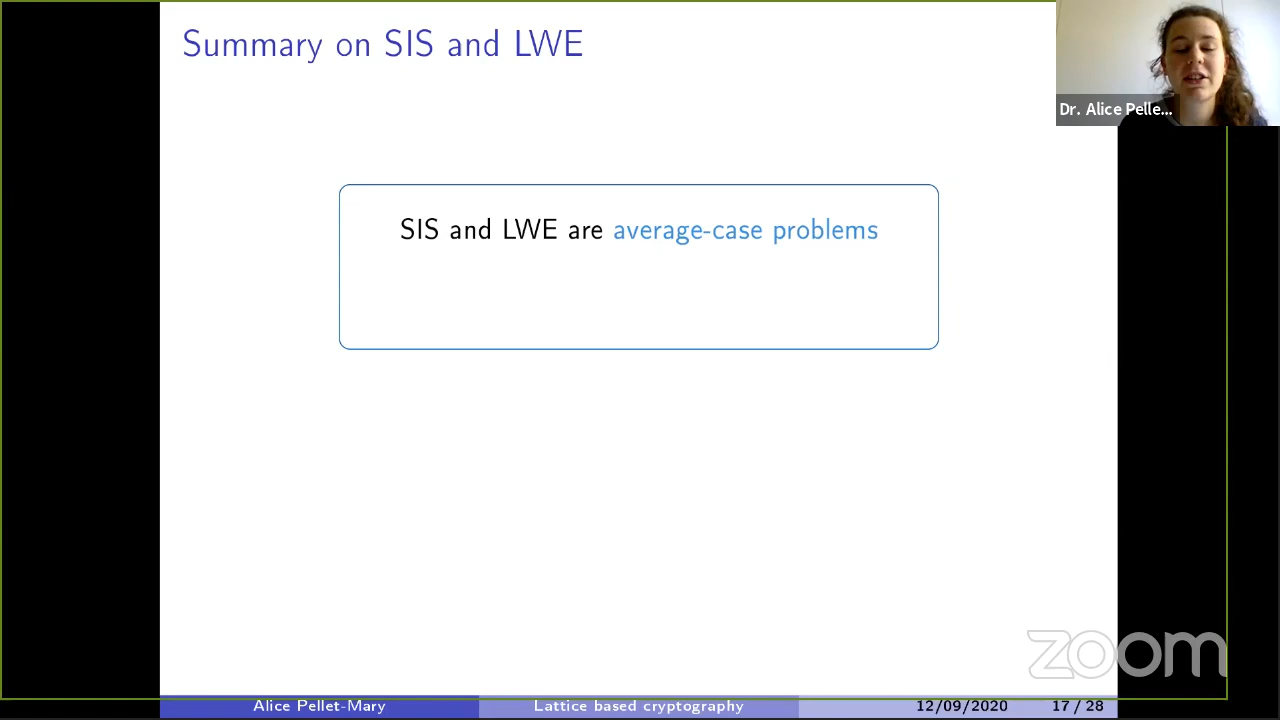 Summary on SIS and LWE
Dr. Alice Pelle...
SIS and LWE are average-case problems
zoom
Alice Pellet-Mary
Lattice based cryptography
12/09/2020
17 / 28